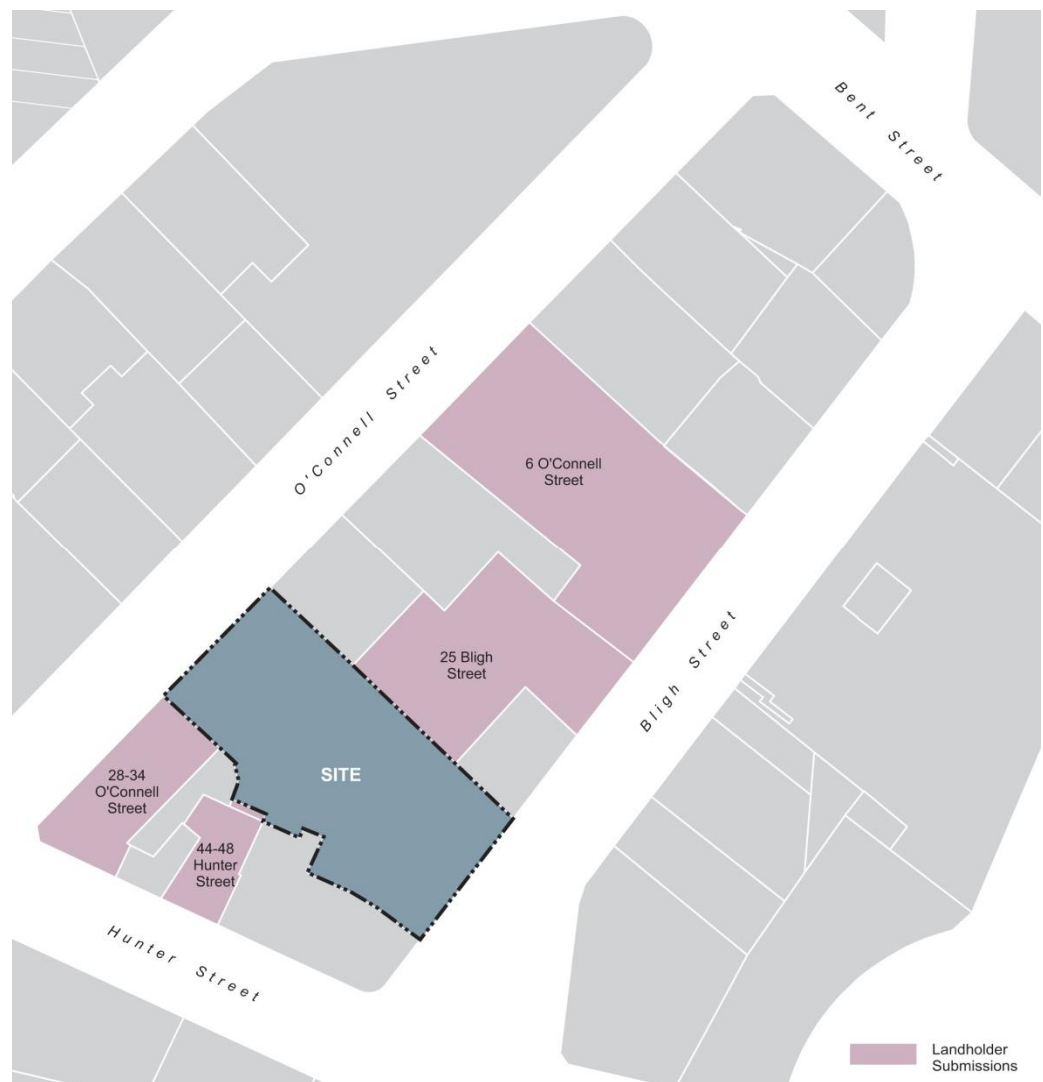 Bent Street
O'Connell Street
6 O'Connell
Street
25 Bligh
Street
Bligh Street
SITE
28-34
O'Connell
Street
44-48
Hunter
Street
Hunter Street
Landholder
Submissions